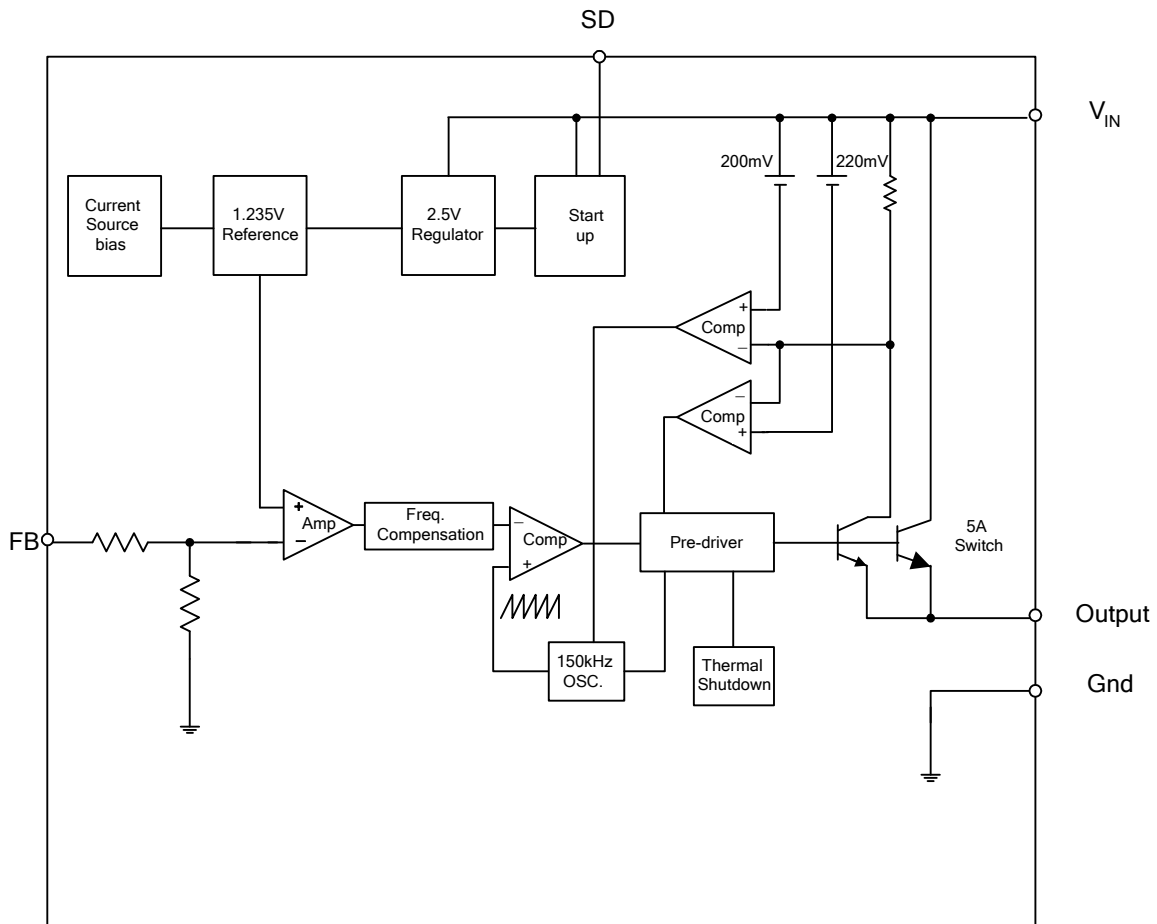 SD
V_IN
200mV
220mV
Current
Source
bias
1.235V
Reference
2.5V
Regulator
Start
up
+
Comp
–
–
Comp
+
FB
+
Amp
–
Freq.
Compensation
–
Comp
+
Pre-driver
5A
Switch
150kHz
OSC.
Thermal
Shutdown
Output
Gnd